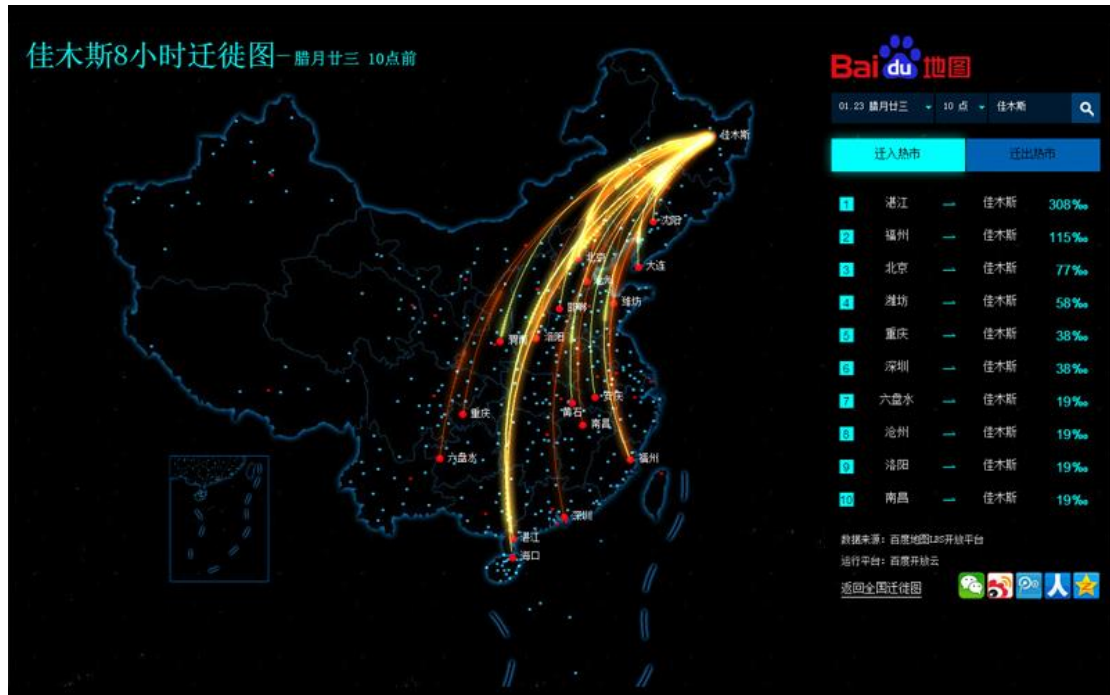 佳木斯8小时迁徙图－腊月廿三 10点前
Bai du 地图
01.23 腊月廿三 10 点 佳木斯
迁入热市 迁出热市
1 湛江 佳木斯 308‰
2 福州 佳木斯 115‰
3 北京 佳木斯 77‰
4 潍坊 佳木斯 58‰
5 重庆 佳木斯 38‰
6 深圳 佳木斯 38‰
7 六盘水 佳木斯 19‰
8 沧州 佳木斯 19‰
9 洛阳 佳木斯 19‰
10 南昌 佳木斯 19‰
数据来源：百度地图LBS开放平台
运行平台：百度开放云
返回全国迁徙图
佳木斯
沈阳
北京
大连
沧州
潍坊
邯郸
渭南
洛阳
安庆
黄石
重庆
南昌
六盘水
福州
深圳
湛江
海口